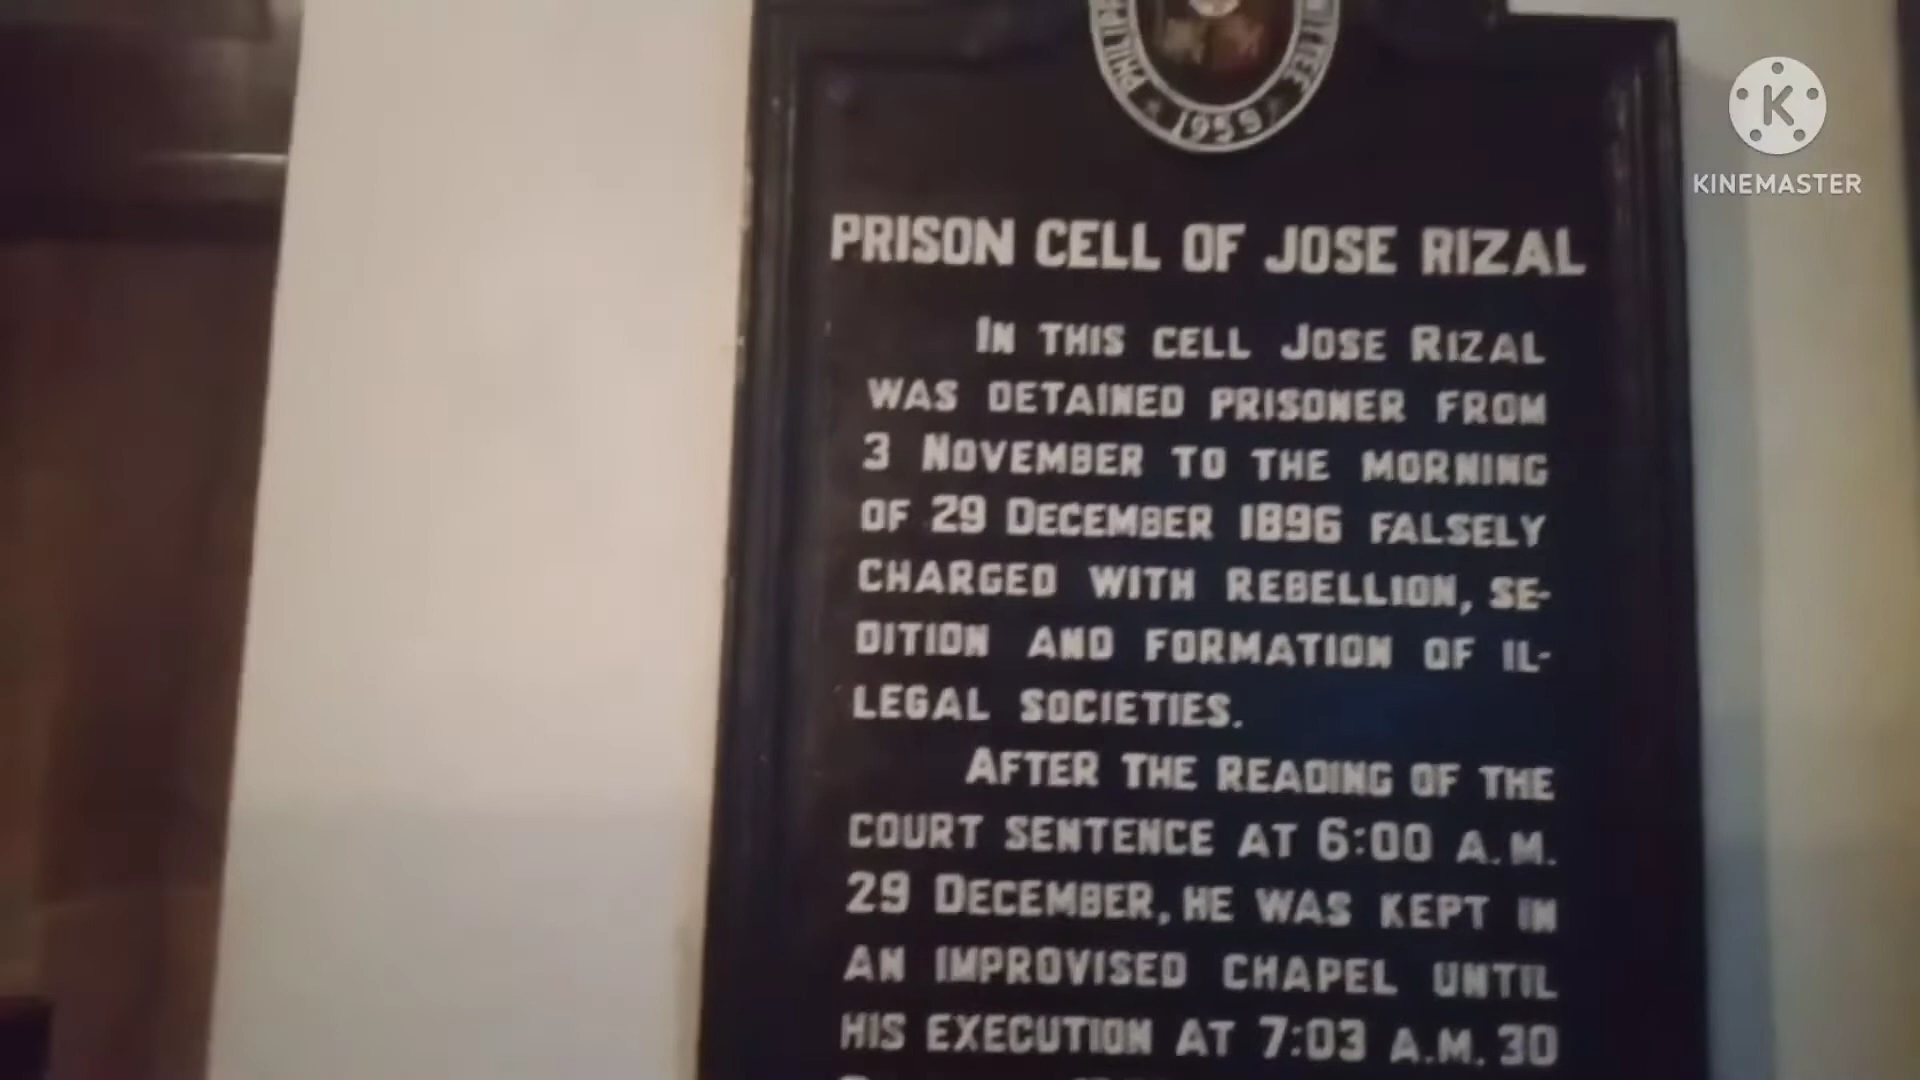 1959
KINEMASTER
PRISON CELL OF JOSE RIZAL
IN THIS CELL JOSE RIZAL
WAS DETAINED PRISONER FROM
3 NOVEMBER TO THE MORNING
OF 29 DECEMBER 1896 FALSELY
CHARGED WITH REBELLION, SE-
DITION AND FORMATION OF IL-
LEGAL SOCIETIES.
AFTER THE READING OF THE
COURT SENTENCE AT 6:00 A.M.
29 DECEMBER, HE WAS KEPT IN
AN IMPROVISED CHAPEL UNTIL
HIS EXECUTION AT 7:03 A.M. 30